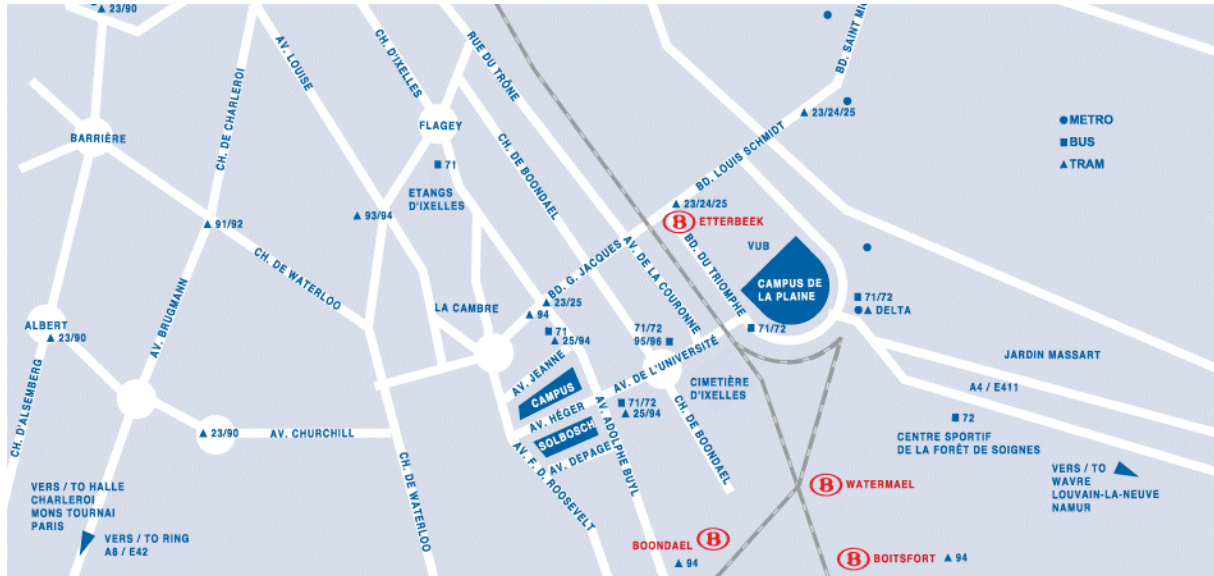 23/90
CH. DE CHARLEROI
AV. LOUISE
CH. D'IXELLES
RUE DU TRÔNE
BD. SAINT MI
23/24/25
METRO
BUS
TRAM
BARRIÈRE
FLAGEY
71
ETANGS
D'IXELLES
CH. DE BOONDAEL
BD. LOUIS SCHMIDT
23/24/25
B ETTERBEEK
91/92
93/94
CH. DE WATERLOO
BD. G. JACQUES
AV. DE LA COURONNE
BD. DU TRIOMPHE
VUB
CAMPUS DE
LA PLAINE
71/72
DELTA
LA CAMBRE
23/25
94
71
25/94
71/72
95/96
71/72
ALBERT
23/90
AV. BRUGMANN
CH. D'ALSEMBERG
AV. JEANNE
CAMPUS
AV. HÉGER
SOLBOSCH
AV. DEPAGE
AV. DE L'UNIVERSITÉ
CIMETIÈRE
D'IXELLES
71/72
25/94
JARDIN MASSART
A4 / E411
72
CENTRE SPORTIF
DE LA FORÊT DE SOIGNES
23/90
AV. CHURCHILL
CH. DE WATERLOO
AV. F. D. ROOSEVELT
AV. ADOLPHE BUYL
CH. DE BOONDAEL
VERS / TO HALLE
CHARLEROI
MONS TOURNAI
PARIS
VERS / TO RING
A8 / E42
B WATERMAEL
VERS / TO
WAVRE
LOUVAIN-LA-NEUVE
NAMUR
BOONDAEL B
94
B BOITSFORT
94